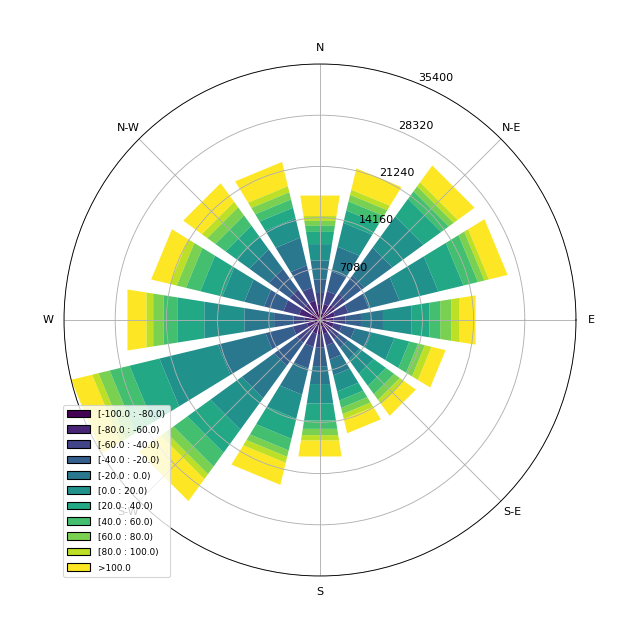 N
35400
N-W
N-E
28320
21240
14160
7080
W
E
[-100.0 : -80.0)
[-80.0 : -60.0)
[-60.0 : -40.0)
[-40.0 : -20.0)
[-20.0 : 0.0)
[0.0 : 20.0)
[20.0 : 40.0)
[40.0 : 60.0)
[60.0 : 80.0)
[80.0 : 100.0)
>100.0
S-W
S-E
S